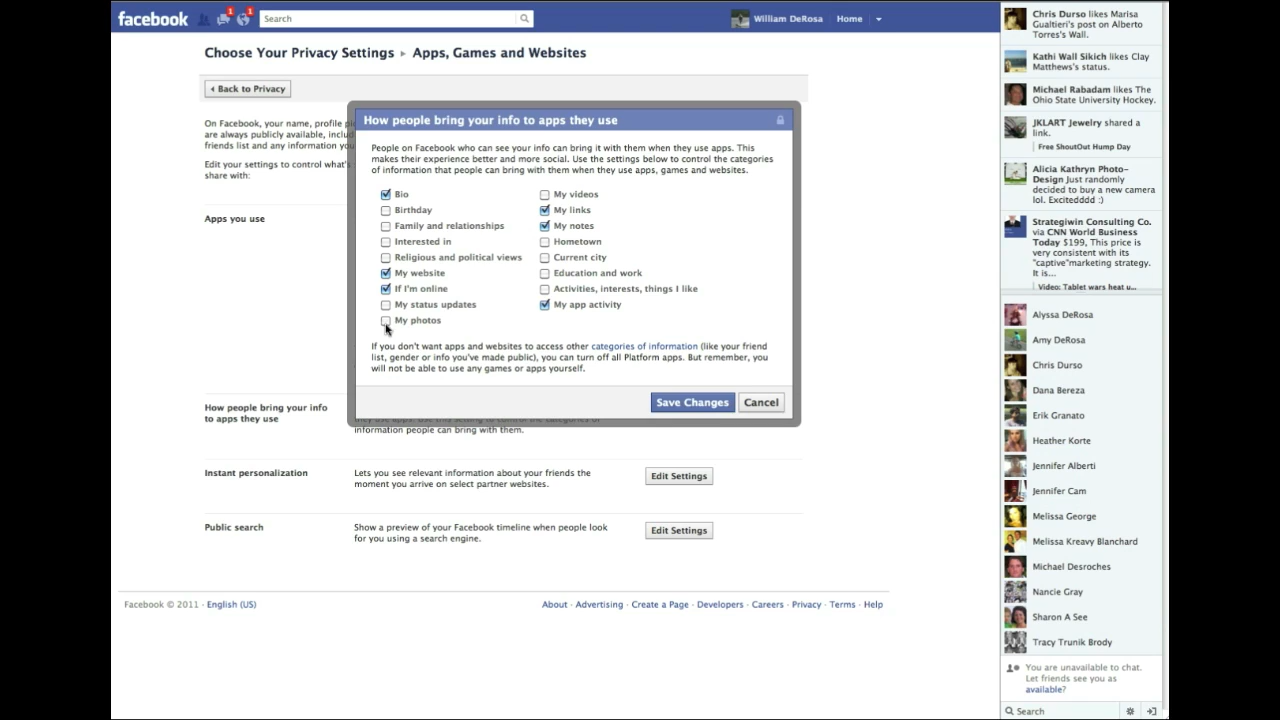 facebook
1
1
Search
William DeRosa
Home
Choose Your Privacy Settings ▸ Apps, Games and Websites
Back to Privacy
On Facebook, your name, profile pi
are always publicly available, includ
friends list and any information you
Edit your settings to control what's
share with:
Apps you use
How people bring your info to apps they use
People on Facebook who can see your info can bring it with them when they use apps. This
makes their experience better and more social. Use the settings below to control the categories
of information that people can bring with them when they use apps, games and websites.
Bio
Birthday
Family and relationships
Interested in
Religious and political views
My website
If I'm online
My status updates
My photos
My videos
My links
My notes
Hometown
Current city
Education and work
Activities, interests, things I like
My app activity
If you don't want apps and websites to access other categories of information (like your friend
list, gender or info you've made public), you can turn off all Platform apps. But remember, you
will not be able to use any games or apps yourself.
Save Changes
Cancel
How people bring your info
to apps they use
information people can bring with them.
Instant personalization
Lets you see relevant information about your friends the
moment you arrive on select partner websites.
Edit Settings
Public search
Show a preview of your Facebook timeline when people look
for you using a search engine.
Edit Settings
Facebook © 2011 · English (US)
About · Advertising · Create a Page · Developers · Careers · Privacy · Terms · Help
Chris Durso likes Marisa
Gualtieri's post on Alberto
Torres's Wall.
Kathi Wall Sikich likes Clay
Matthews's status.
Michael Rabadam likes The
Ohio State University Hockey.
JKLART Jewelry shared a
link.
Free ShoutOut Hump Day
Alicia Kathryn Photo-
Design Just randomly
decided to buy a new camera
lol. Excitedddd :)
Strategiwin Consulting Co.
via CNN World Business
Today $199, This price is
very consistent with its
"captive"marketing strategy.
It is...
Video: Tablet wars heat u...
Alyssa DeRosa
Amy DeRosa
Chris Durso
Dana Bereza
Erik Granato
Heather Korte
Jennifer Alberti
Jennifer Cam
Melissa George
Melissa Kreavy Blanchard
Michael Desroches
Nancie Gray
Sharon A See
Tracy Trunik Brody
You are unavailable to chat.
Let friends see you as
available?
Search